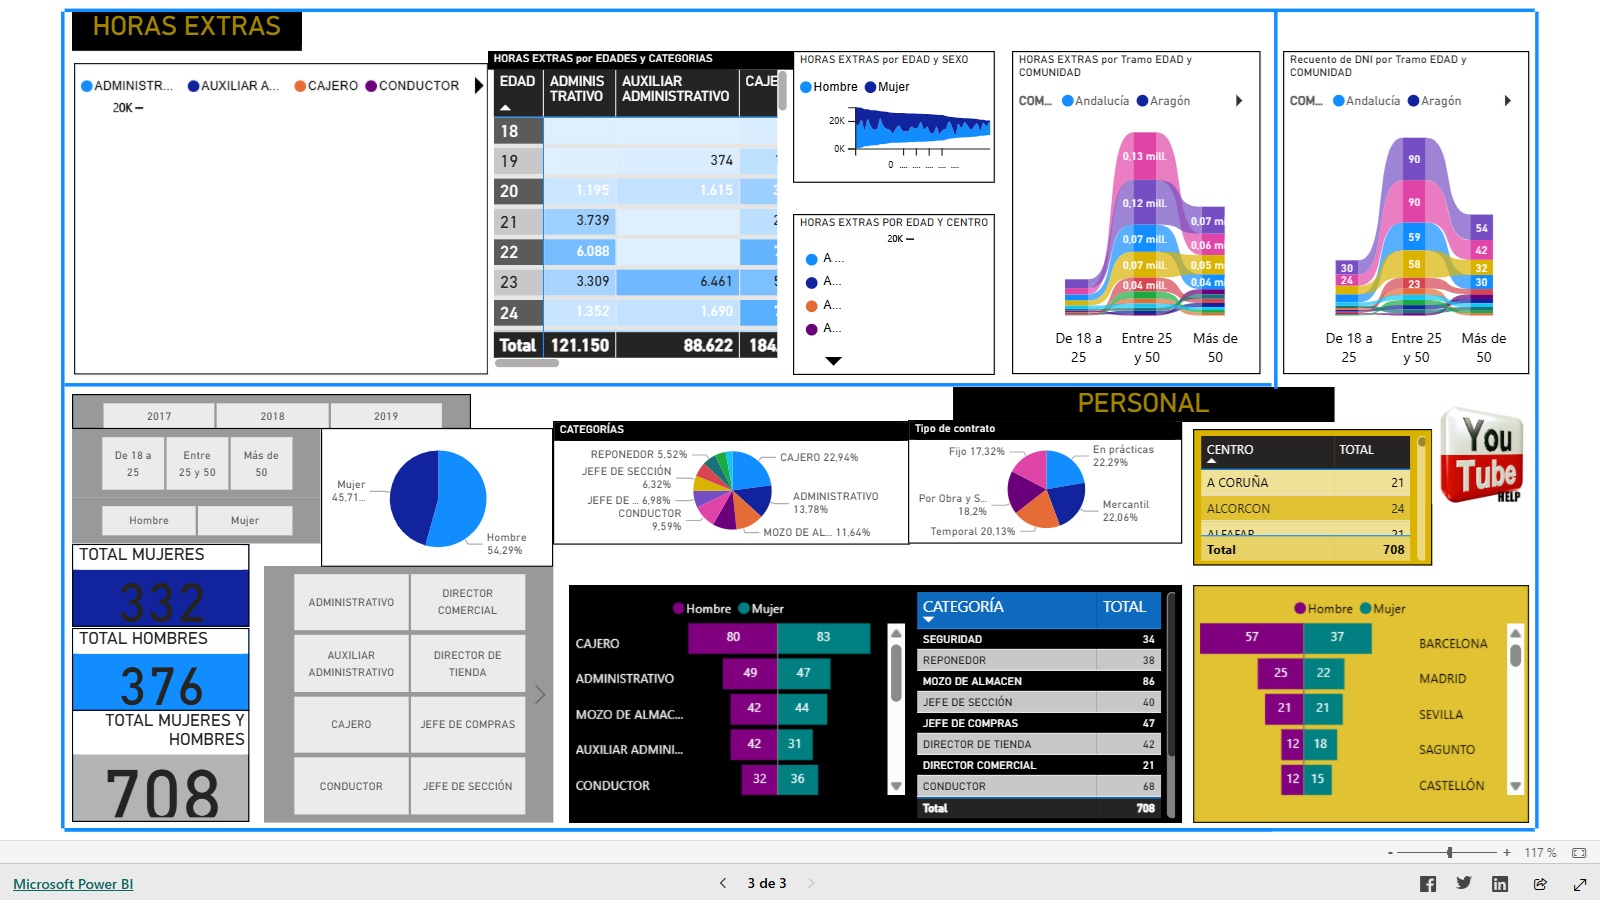 HORAS EXTRAS
ADMINISTR...
AUXILIAR A...
CAJERO
CONDUCTOR
20K
HORAS EXTRAS por EDADES y CATEGORIAS
EDAD
ADMINIS
TRATIVO
AUXILIAR
ADMINISTRATIVO
CAJE
18
19 374
20 1.195 1.615
21 3.739
22 6.088
23 3.309 6.461
24 1.352 1.690
Total 121.150 88.622 184.
HORAS EXTRAS por EDAD y SEXO
Hombre Mujer
20K
0K
0 .... .... .... ....
HORAS EXTRAS POR EDAD Y CENTRO
20K
A ...
A...
A...
A...
HORAS EXTRAS por Tramo EDAD y
COMUNIDAD
COM... Andalucía Aragón
0,13 mill.
0,12 mill.
0,07 mill.
0,07 mill.
0,04 mill.
0,07 m
0,06 m
0,05 m
0,04 m
De 18 a
25
Entre 25
y 50
Más de
50
Recuento de DNI por Tramo EDAD y
COMUNIDAD
COM... Andalucía Aragón
30
24
90
90
59
58
23
54
42
32
30
De 18 a
25
Entre 25
y 50
Más de
50
PERSONAL
2017 2018 2019
De 18 a
25
Entre
25 y 50
Más de
50
Hombre Mujer
Mujer
45,71...
Hombre
54,29%
CATEGORÍAS
REPONEDOR 5,52%
JEFE DE SECCIÓN
6,32%
JEFE DE ... 6,98%
CONDUCTOR
9,59%
CAJERO 22,94%
ADMINISTRATIVO
13,78%
MOZO DE AL... 11,64%
Tipo de contrato
Fijo 17,32%
Por Obra y S...
18.2%
Temporal 20,13%
En prácticas
22,29%
Mercantil
22,06%
CENTRO TOTAL
A CORUÑA 21
ALCORCON 24
ALFAFAR 21
Total 708
You
Tube
HELP
TOTAL MUJERES
332
TOTAL HOMBRES
376
TOTAL MUJERES Y
HOMBRES
708
ADMINISTRATIVO
DIRECTOR
COMERCIAL
AUXILIAR
ADMINISTRATIVO
DIRECTOR DE
TIENDA
CAJERO
JEFE DE COMPRAS
CONDUCTOR
JEFE DE SECCIÓN
Hombre Mujer
CAJERO 80 83
ADMINISTRATIVO 49 47
MOZO DE ALMAC... 42 44
AUXILIAR ADMINI... 42 31
CONDUCTOR 32 36
CATEGORÍA TOTAL
SEGURIDAD 34
REPONEDOR 38
MOZO DE ALMACEN 86
JEFE DE SECCIÓN 40
JEFE DE COMPRAS 47
DIRECTOR DE TIENDA 42
DIRECTOR COMERCIAL 21
CONDUCTOR 68
Total 708
Hombre Mujer
57 37 BARCELONA
25 22 MADRID
21 21 SEVILLA
12 18 SAGUNTO
12 15 CASTELLÓN
- + 117 %
Microsoft Power BI
3 de 3